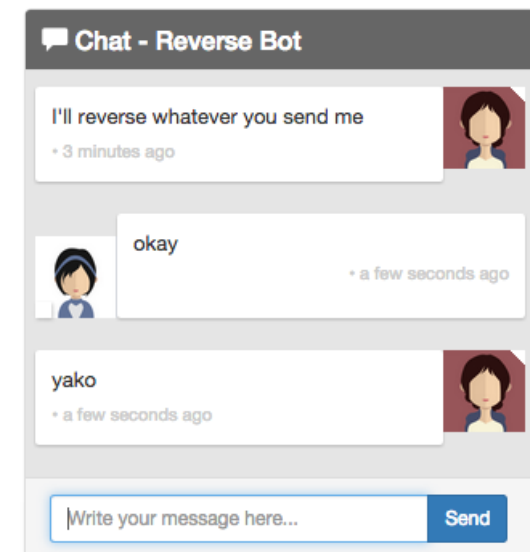 Chat - Reverse Bot
I'll reverse whatever you send me
• 3 minutes ago
okay
• a few seconds ago
yako
• a few seconds ago
Write your message here...
Send